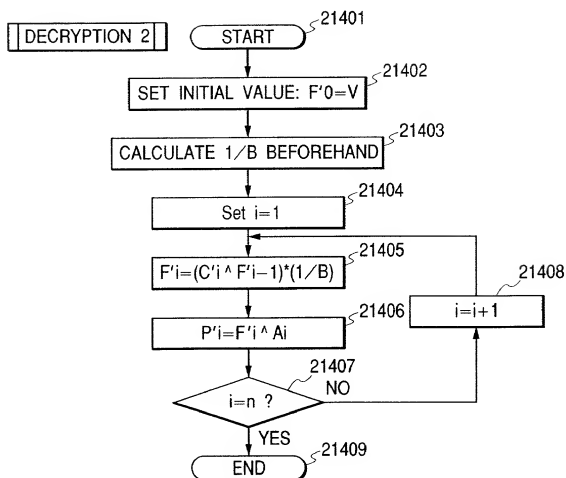 DECRYPTION 2
START
21401
SET INITIAL VALUE: F'0=V
21402
CALCULATE 1/B BEFOREHAND
21403
Set i=1
21404
F'i=(C'i ^ F'i-1)*(1/B)
21405
P'i=F'i ^ Ai
21406
i=n ?
21407
NO
i=i+1
21408
YES
END
21409